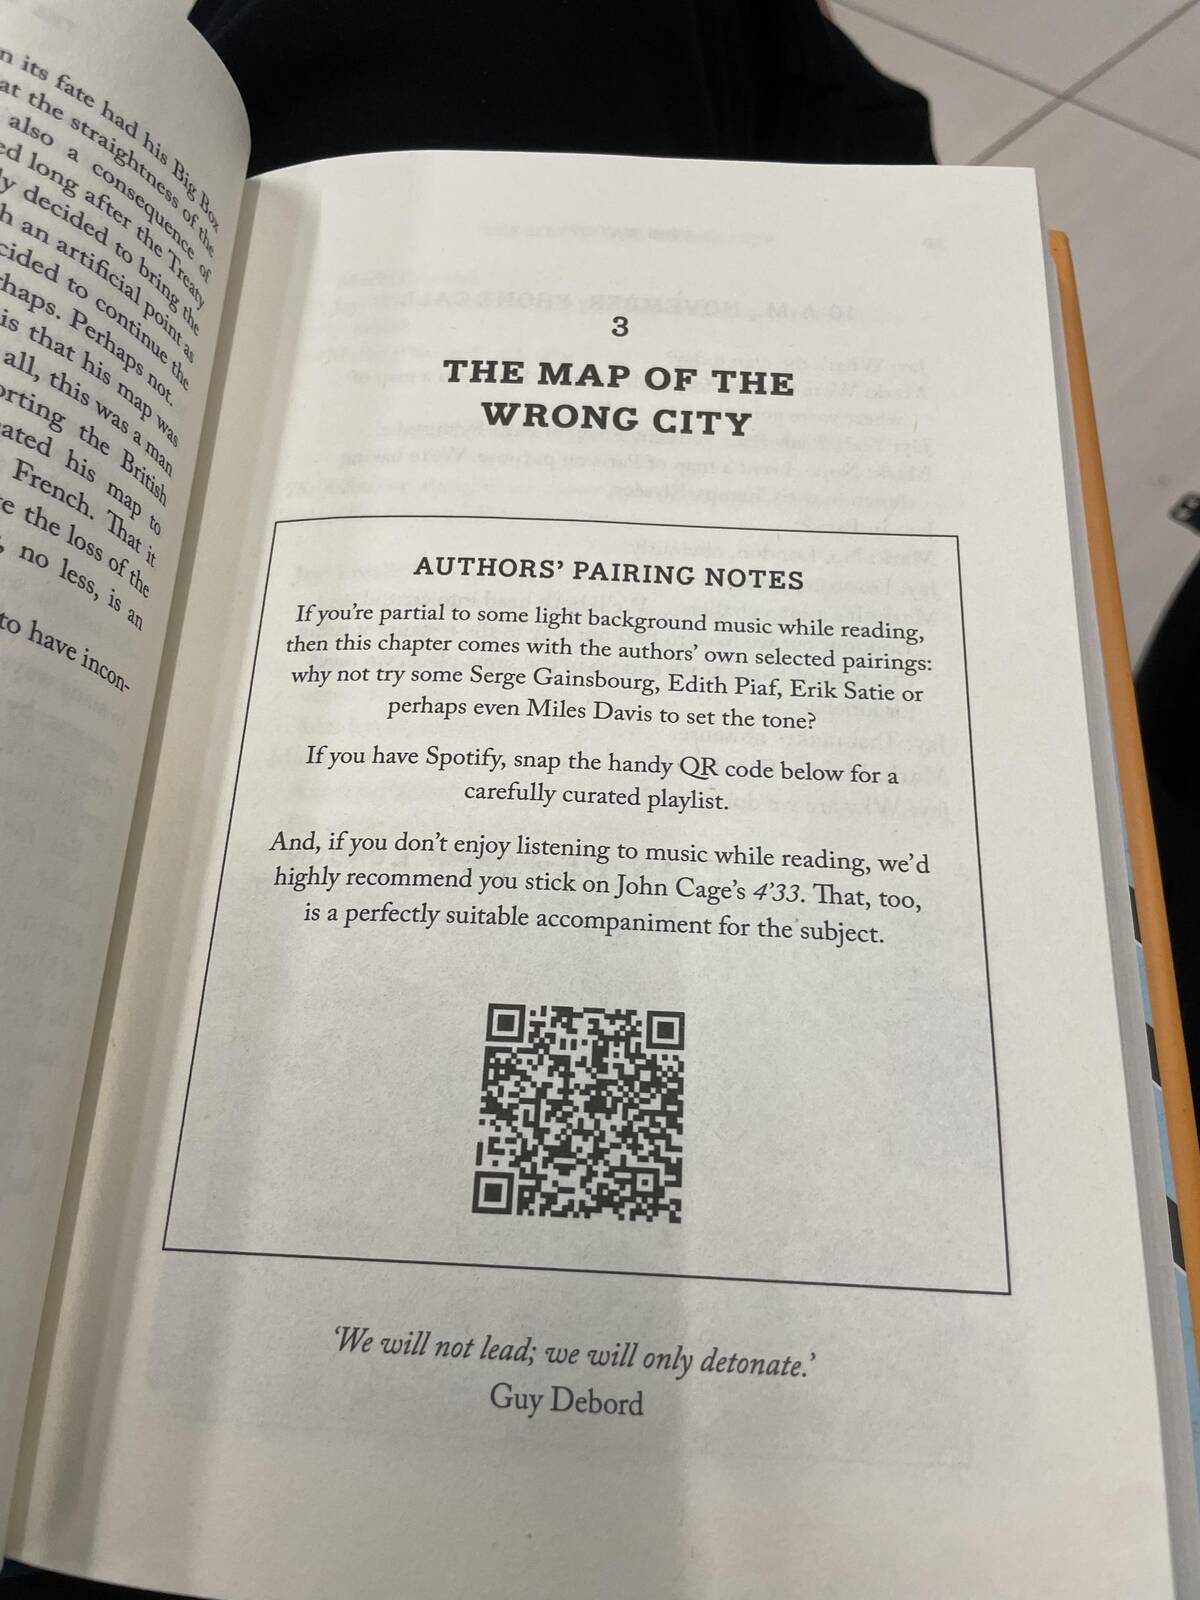 n its fate had his Big Box
at the straightness of the
also a consequence of
ed long after the Treaty
ly decided to bring the
h an artificial point as
cided to continue the
rhaps. Perhaps not.
is that his map was
all, this was a man
orting the British
ated his map to
French. That it
e the loss of the
, no less, is an
to have incon-
3
THE MAP OF THE
WRONG CITY
AUTHORS’ PAIRING NOTES
If you’re partial to some light background music while reading,
then this chapter comes with the authors’ own selected pairings:
why not try some Serge Gainsbourg, Edith Piaf, Erik Satie or
perhaps even Miles Davis to set the tone?
If you have Spotify, snap the handy QR code below for a
carefully curated playlist.
And, if you don’t enjoy listening to music while reading, we’d
highly recommend you stick on John Cage’s 4’33. That, too,
is a perfectly suitable accompaniment for the subject.
‘We will not lead; we will only detonate.’
Guy Debord